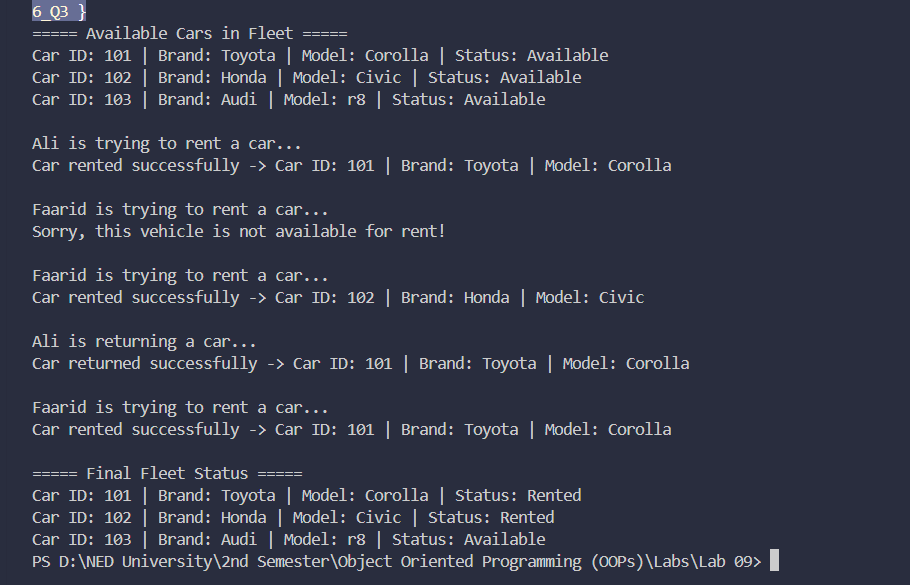 6_Q3 }
===== Available Cars in Fleet =====
Car ID: 101 | Brand: Toyota | Model: Corolla | Status: Available
Car ID: 102 | Brand: Honda | Model: Civic | Status: Available
Car ID: 103 | Brand: Audi | Model: r8 | Status: Available
Ali is trying to rent a car...
Car rented successfully -> Car ID: 101 | Brand: Toyota | Model: Corolla
Faarid is trying to rent a car...
Sorry, this vehicle is not available for rent!
Faarid is trying to rent a car...
Car rented successfully -> Car ID: 102 | Brand: Honda | Model: Civic
Ali is returning a car...
Car returned successfully -> Car ID: 101 | Brand: Toyota | Model: Corolla
Faarid is trying to rent a car...
Car rented successfully -> Car ID: 101 | Brand: Toyota | Model: Corolla
===== Final Fleet Status =====
Car ID: 101 | Brand: Toyota | Model: Corolla | Status: Rented
Car ID: 102 | Brand: Honda | Model: Civic | Status: Rented
Car ID: 103 | Brand: Audi | Model: r8 | Status: Available
PS D:\NED University\2nd Semester\Object Oriented Programming (OOPs)\Labs\Lab 09>